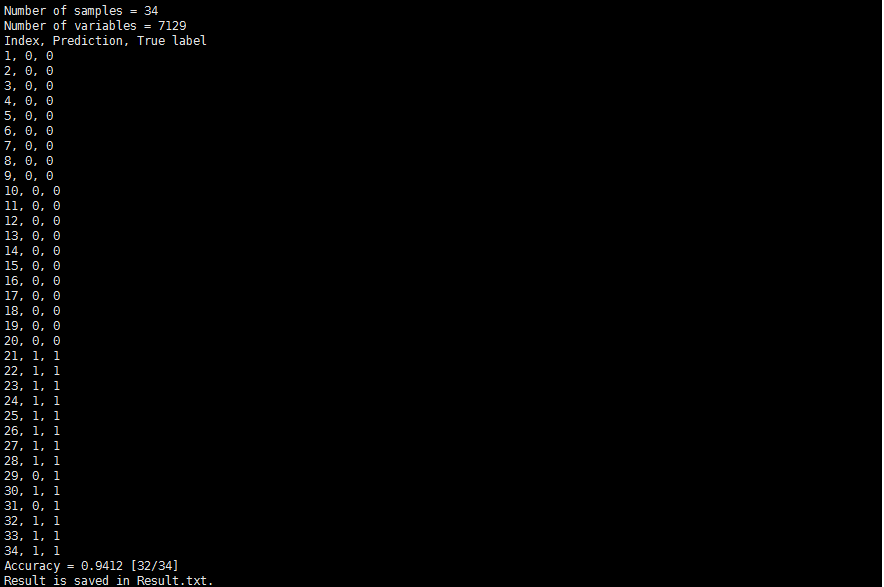 Number of samples = 34
Number of variables = 7129
Index, Prediction, True label
1, 0, 0
2, 0, 0
3, 0, 0
4, 0, 0
5, 0, 0
6, 0, 0
7, 0, 0
8, 0, 0
9, 0, 0
10, 0, 0
11, 0, 0
12, 0, 0
13, 0, 0
14, 0, 0
15, 0, 0
16, 0, 0
17, 0, 0
18, 0, 0
19, 0, 0
20, 0, 0
21, 1, 1
22, 1, 1
23, 1, 1
24, 1, 1
25, 1, 1
26, 1, 1
27, 1, 1
28, 1, 1
29, 0, 1
30, 1, 1
31, 0, 1
32, 1, 1
33, 1, 1
34, 1, 1
Accuracy = 0.9412 [32/34]
Result is saved in Result.txt.